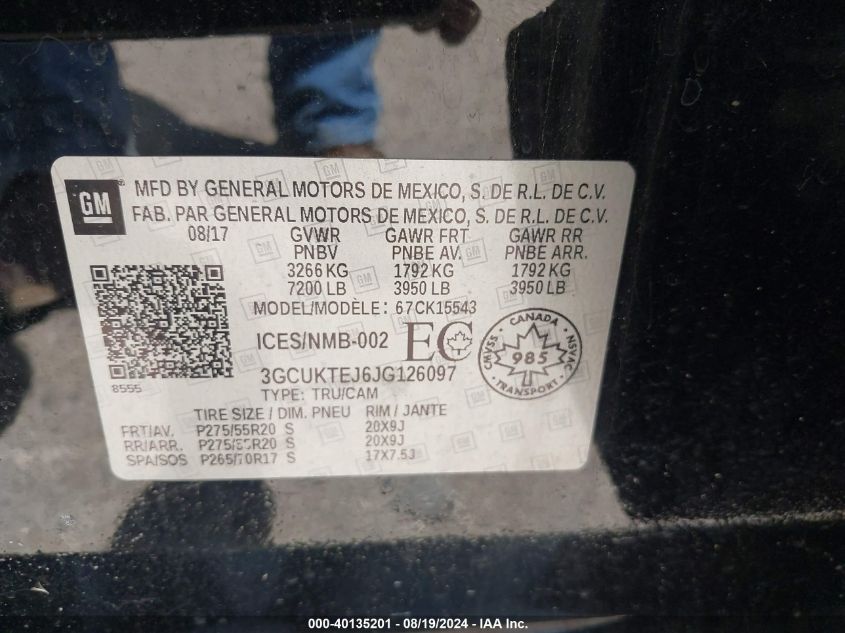 GM
MFD BY GENERAL MOTORS DE MEXICO, S. DE R.L. DE C.V.
FAB. PAR GENERAL MOTORS DE MEXICO, S. DE R.L. DE C.V.
08/17 GVWR GAWR FRT GAWR RR
PNBV PNBE AV. PNBE ARR.
3266 KG 1792 KG 1792 KG
7200 LB 3950 LB 3950 LB
MODEL/MODÈLE: 67CK15543
ICES/NMB-002 EC
CANADA
CMVSS 985 NSVAC
TRANSPORT
8555
3GCUKTEJ6JG126097
TYPE: TRU/CAM
TIRE SIZE / DIM. PNEU RIM / JANTE
FRT/AV. P275/55R20 S 20X9J
RR/ARR. P275/55R20 S 20X9J
SPA/SOS P265/70R17 S 17X7.5J
000-40135201 - 08/19/2024 - IAA Inc.